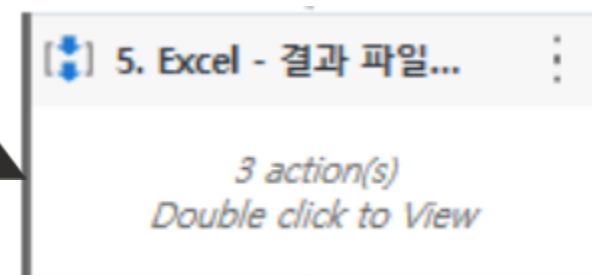 5. Excel - 결과 파일...
3 action(s)
Double click to View